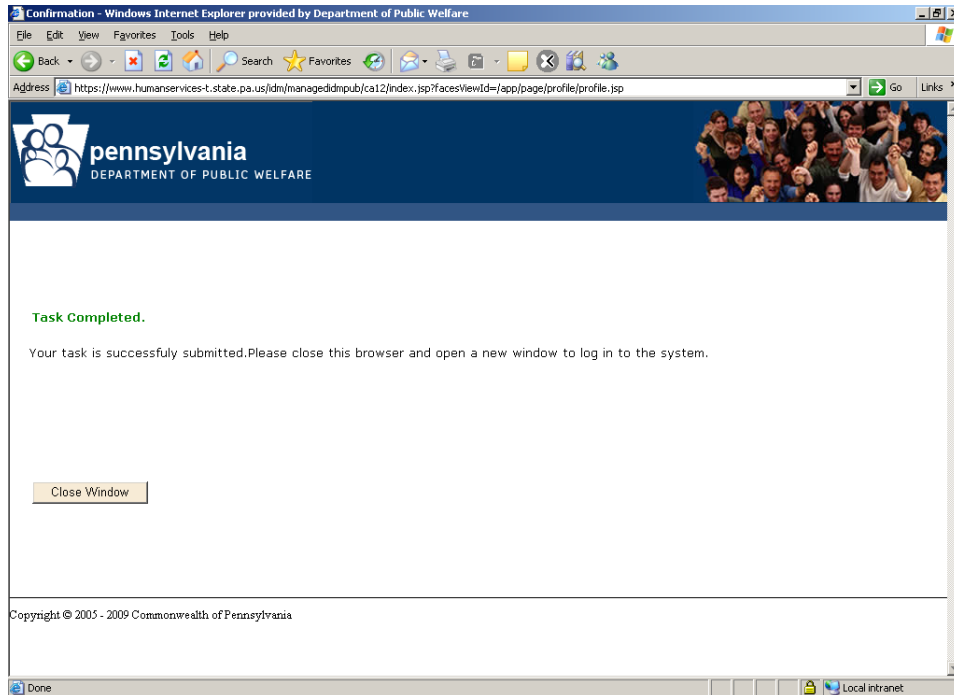 Confirmation - Windows Internet Explorer provided by Department of Public Welfare
File Edit View Favorites Tools Help
Back Search Favorites
Address https://www.humanservices-t.state.pa.us/idm/managedidmpub/ca12/index.jsp?facesViewId=/app/page/profile/profile.jsp Go Links
pennsylvania
DEPARTMENT OF PUBLIC WELFARE
Task Completed.
Your task is successfuly submitted.Please close this browser and open a new window to log in to the system.
Close Window
Copyright © 2005 - 2009 Commonwealth of Pennsylvania
Done Local intranet